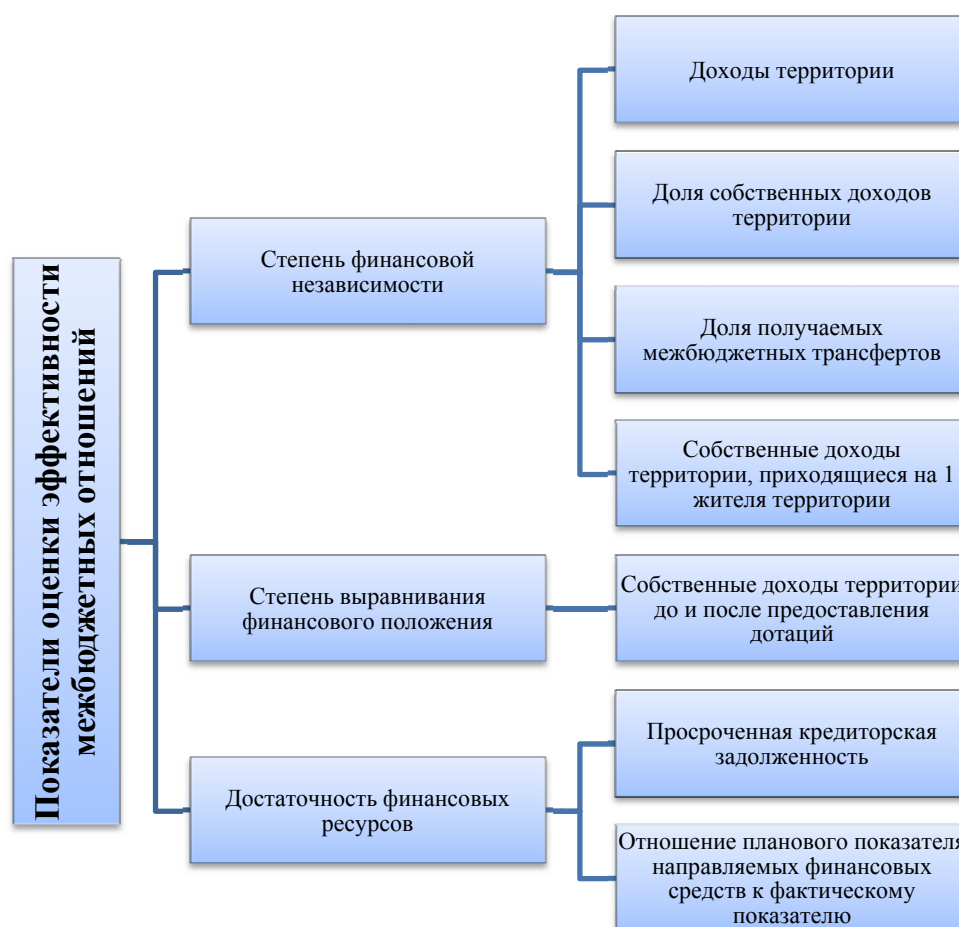 Показатели оценки эффективности
межбюджетных отношений
Степень финансовой
независимости
Доходы территории
Доля собственных доходов
территории
Доля получаемых
межбюджетных трансфертов
Собственные доходы
территории, приходящиеся на 1
жителя территории
Степень выравнивания
финансового положения
Собственные доходы территории
до и после предоставления
дотаций
Достаточность финансовых
ресурсов
Просроченная кредиторская
задолженность
Отношение планового показателя
направляемых финансовых
средств к фактическому
показателю